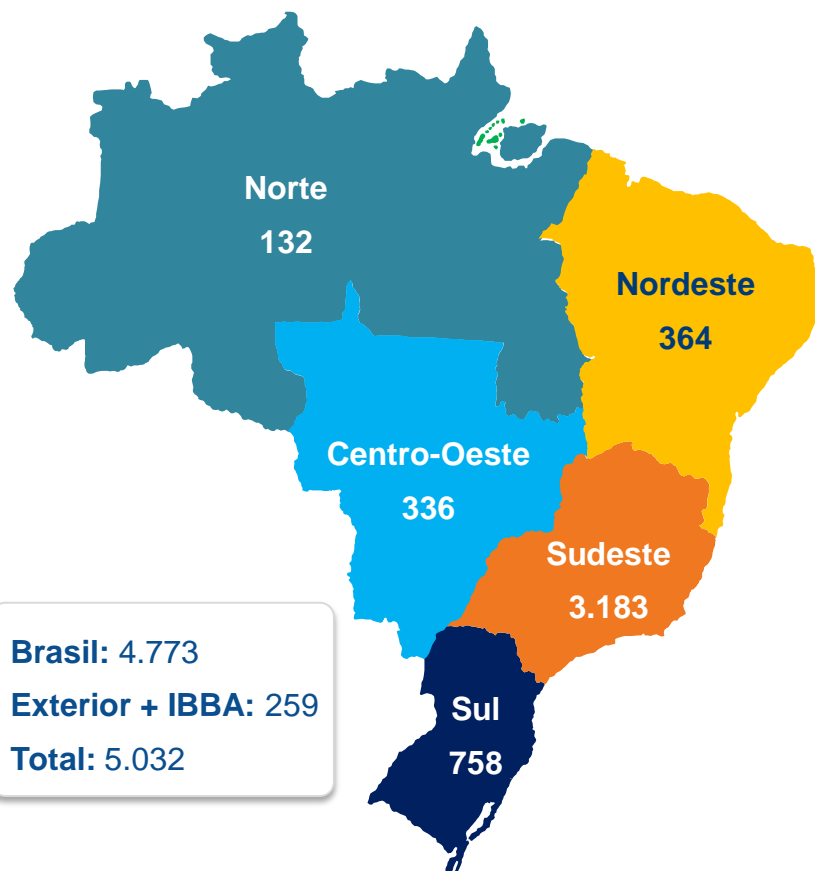 Norte
132
Nordeste
364
Centro-Oeste
336
Sudeste
3.183
Sul
758
Brasil: 4.773
Exterior + IBBA: 259
Total: 5.032